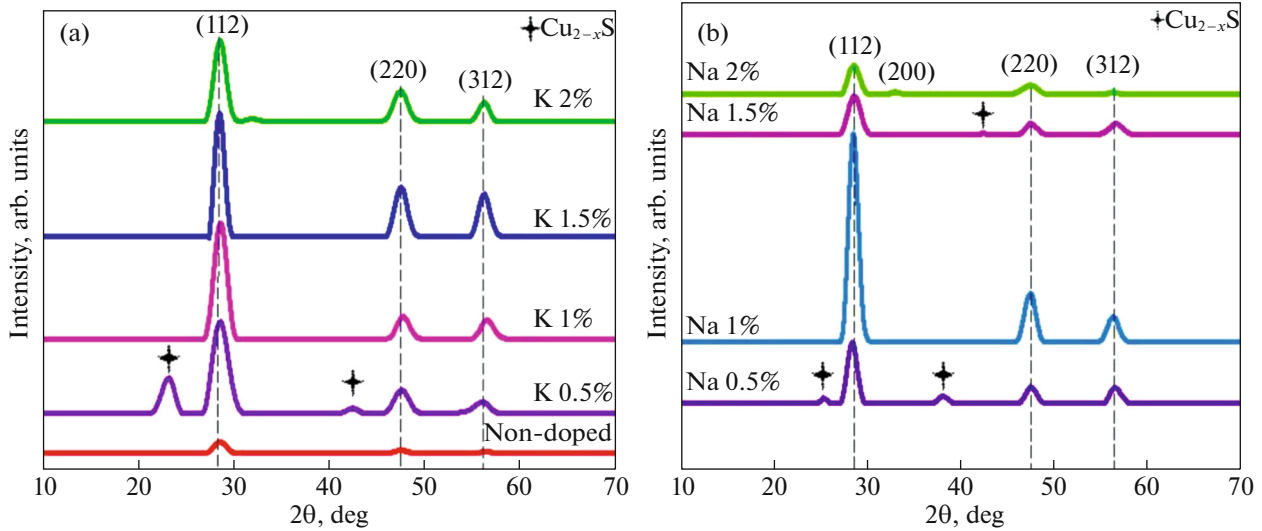 (a)
(112)
✦Cu₂₋ₓS
(220)
(312)
K 2%
K 1.5%
K 1%
K 0.5%
Non-doped
Intensity, arb. units
10 20 30 40 50 60 70
2θ, deg
(b)
✦Cu₂₋ₓS
(112)
(200)
(220)
(312)
Na 2%
Na 1.5%
Na 1%
Na 0.5%
Intensity, arb. units
10 20 30 40 50 60 70
2θ, deg